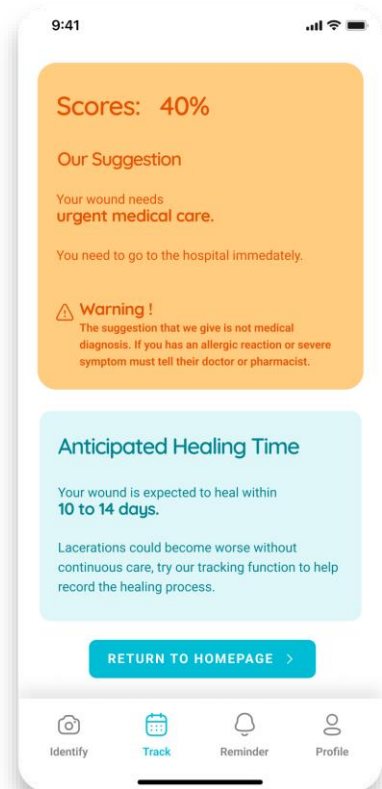 9:41
Scores: 40%
Our Suggestion
Your wound needs
urgent medical care.
You need to go to the hospital immedately.
Warning !
The suggestion that we give is not medical
diagnosis. If you has an allergic reaction or severe
symptom must tell their doctor or pharmacist.
Anticipated Healing Time
Your wound is expected to heal within
10 to 14 days.
Lacerations could become worse without
continuous care, try our tracking function to help
record the healing process.
RETURN TO HOMEPAGE
Identify Track Reminder Profile